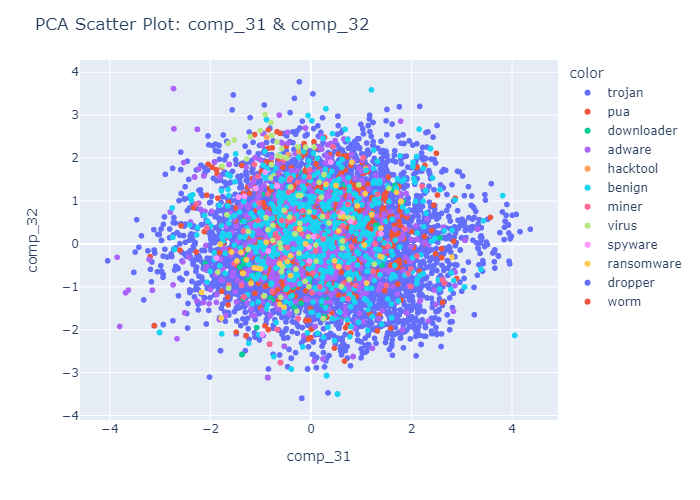 PCA Scatter Plot: comp_31 & comp_32
color
trojan
pua
downloader
adware
hacktool
benign
miner
virus
spyware
ransomware
dropper
worm
comp_32
4
3
2
1
0
−1
−2
−3
−4
−4
−2
0
2
4
comp_31